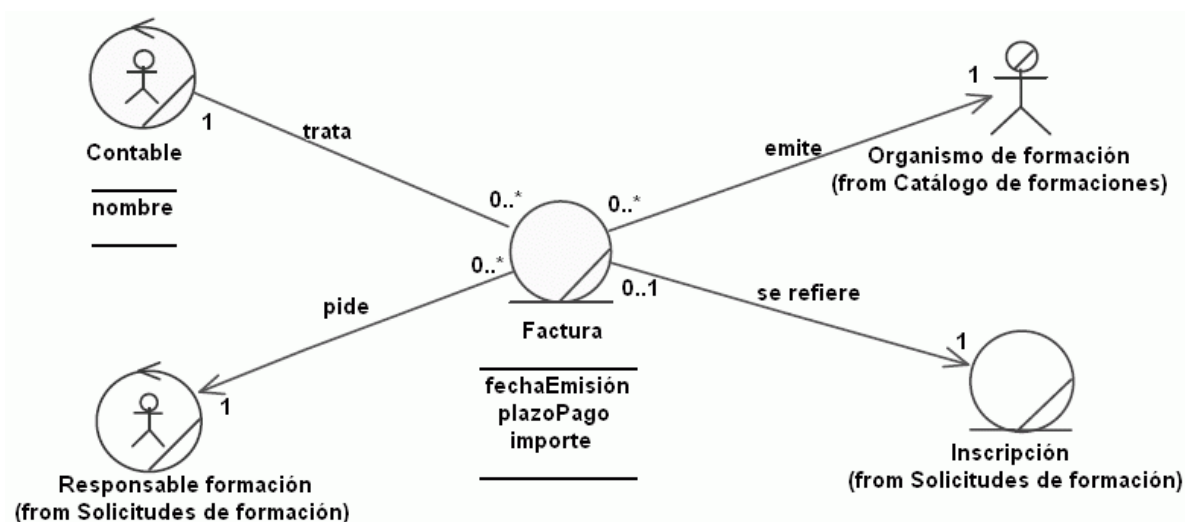 1
trata
Contable
nombre
0..*
0..*
1
emite
Organismo de formación
(from Catálogo de formaciones)
0..*
pide
1
Responsable formación
(from Solicitudes de formación)
0..1
se refiere
1
Factura
fechaEmisión
plazoPago
importe
Inscripción
(from Solicitudes de formación)